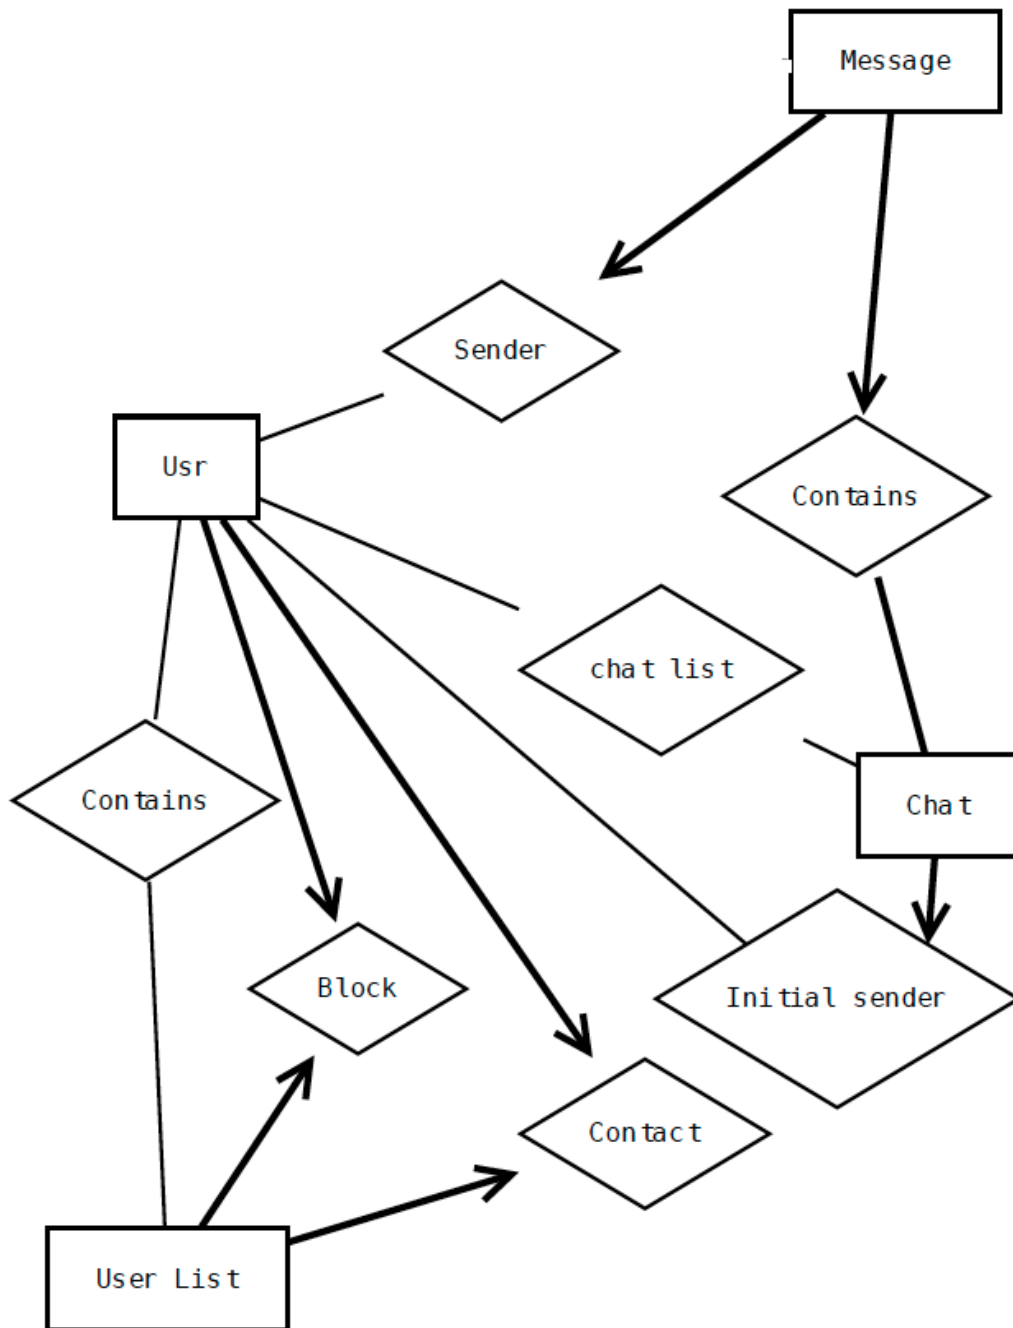 Message
Sender
Usr
Contains
chat list
Contains
Chat
Block
Initial sender
Contact
User List